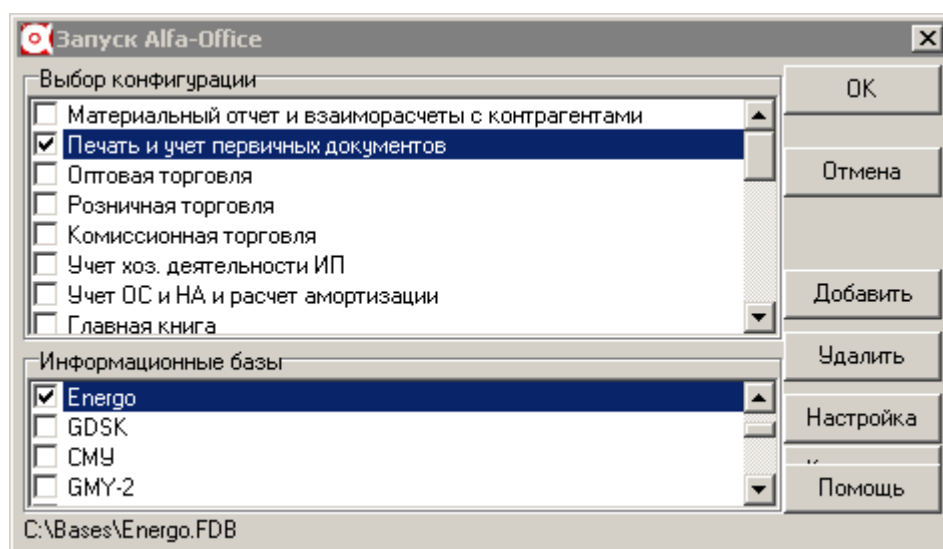 Запуск Alfa-Office
Выбор конфигурации
Материальный отчет и взаиморасчеты с контрагентами
Печать и учет первичных документов
Оптовая торговля
Розничная торговля
Комиссионная торговля
Учет хоз. деятельности ИП
Учет ОС и НА и расчет амортизации
Главная книга
Информационные базы
Energo
GDSK
СМУ
GMY-2
C:\Bases\Energo.FDB
OK
Отмена
Добавить
Удалить
Настройка
Помощь